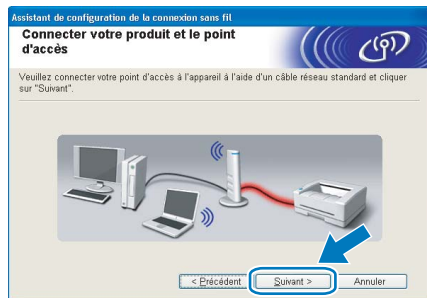 Assistant de configuration de la connexion sans fil
Connecter votre produit et le point
d'accès
Veuillez connecter votre point d'accès à l'appareil à l'aide d'un câble réseau standard et cliquer
sur "Suivant".
< Précédent
Suivant >
Annuler